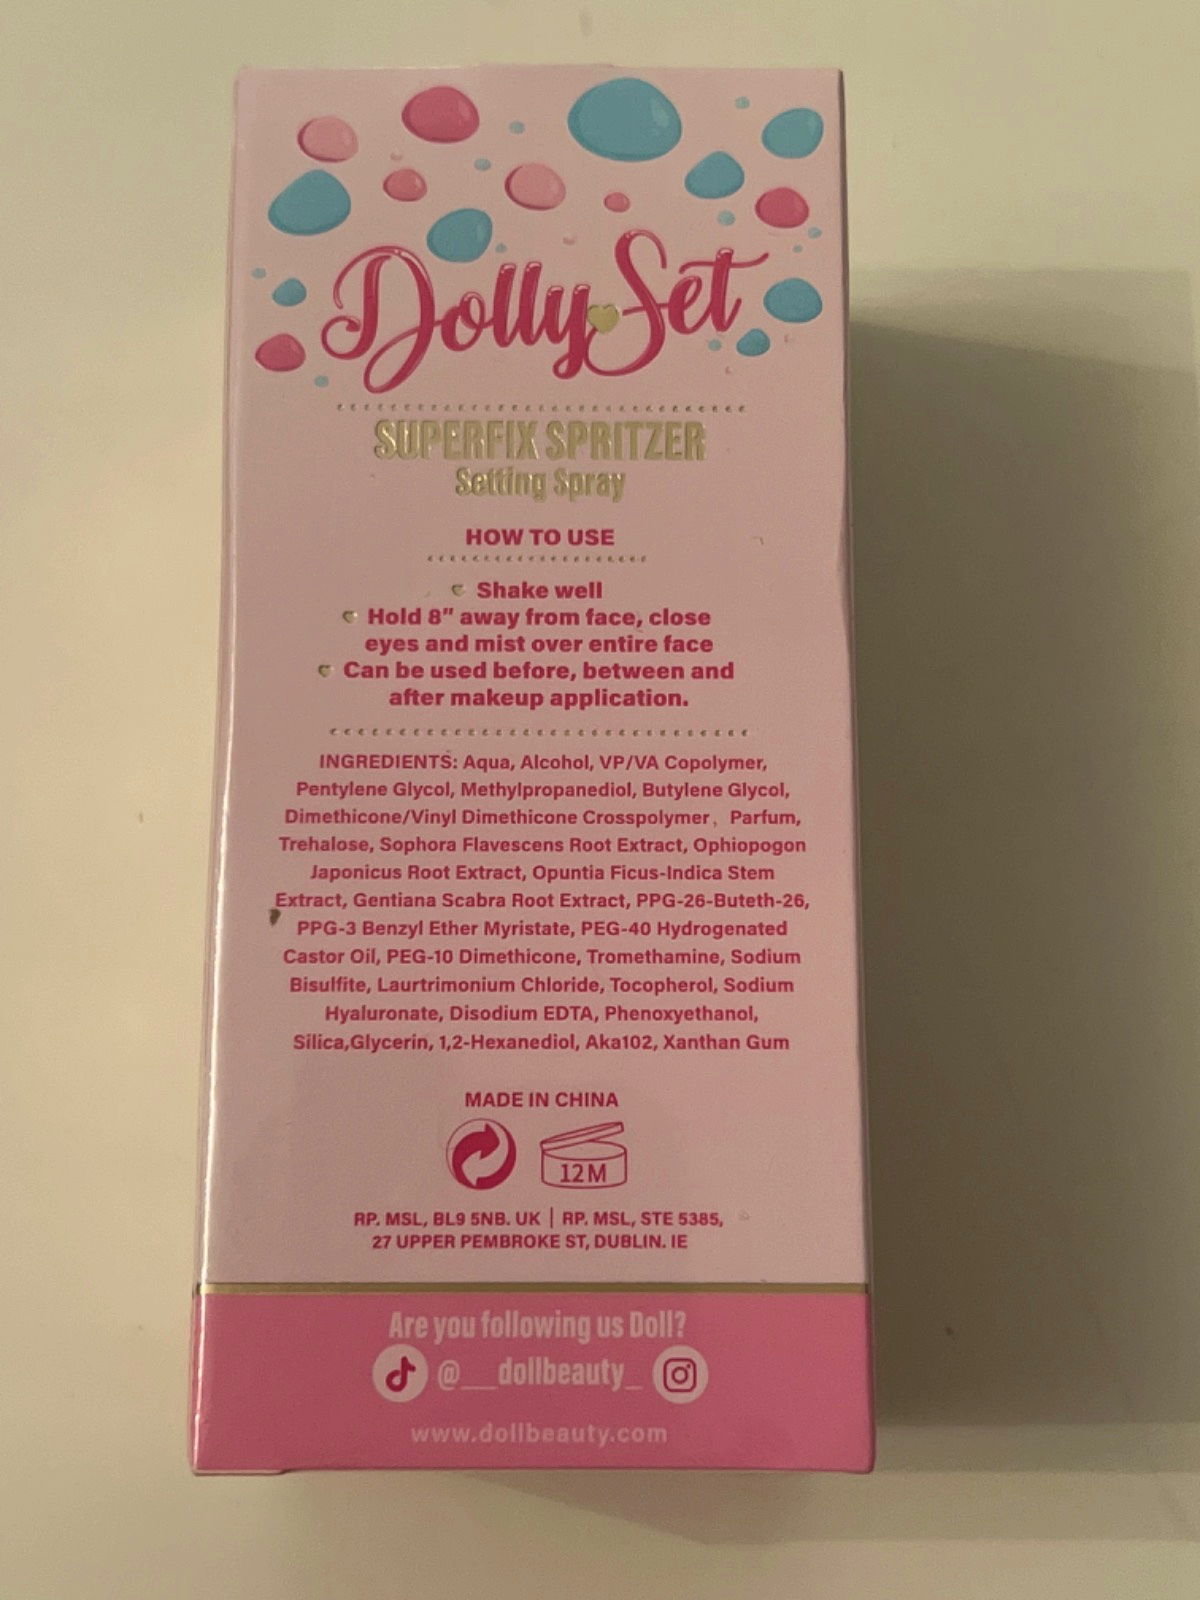 Dolly Set
SUPERFIX SPRITZER
Setting Spray
HOW TO USE
Shake well
Hold 8" away from face, close
eyes and mist over entire face
Can be used before, between and
after makeup application.
INGREDIENTS: Aqua, Alcohol, VP/VA Copolymer,
Pentylene Glycol, Methylpropanediol, Butylene Glycol,
Dimethicone/Vinyl Dimethicone Crosspolymer、Parfum,
Trehalose, Sophora Flavescens Root Extract, Ophiopogon
Japonicus Root Extract, Opuntia Ficus-Indica Stem
Extract, Gentiana Scabra Root Extract, PPG-26-Buteth-26,
PPG-3 Benzyl Ether Myristate, PEG-40 Hydrogenated
Castor Oil, PEG-10 Dimethicone, Tromethamine, Sodium
Bisulfite, Laurtrimonium Chloride, Tocopherol, Sodium
Hyaluronate, Disodium EDTA, Phenoxyethanol,
Silica,Glycerin, 1,2-Hexanediol, Aka102, Xanthan Gum
MADE IN CHINA
12M
RP. MSL, BL9 5NB. UK | RP. MSL, STE 5385,
27 UPPER PEMBROKE ST, DUBLIN. IE
Are you following us Doll?
@__dollbeauty_
www.dollbeauty.com